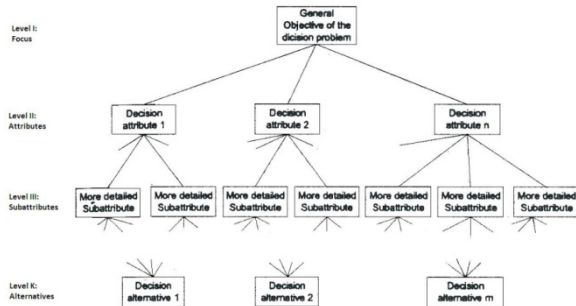 Level I:
Focus
General
Objective of the
dicision problem
Level II:
Attributes
Decision
attribute 1
Decision
attribute 2
Decision
attribute n
Level III:
Subattributes
More detailed
Subattribute
More detailed
Subattribute
More detailed
Subattribute
More detailed
Subattribute
More detailed
Subattribute
More detailed
Subattribute
More detailed
Subattribute
Level K:
Alternatives
Decision
alternative 1
Decision
alternative 2
Decision
alternative m